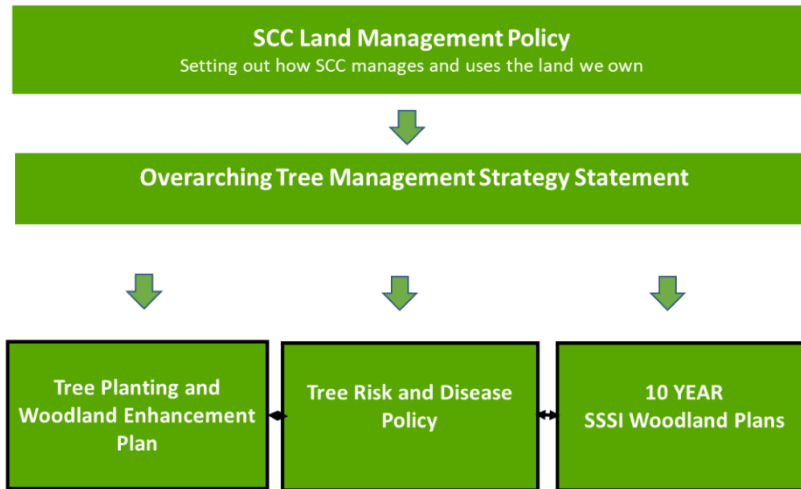 SCC Land Management Policy
Setting out how SCC manages and uses the land we own
Overarching Tree Management Strategy Statement
Tree Planting and
Woodland Enhancement
Plan
Tree Risk and Disease
Policy
10 YEAR
SSSI Woodland Plans